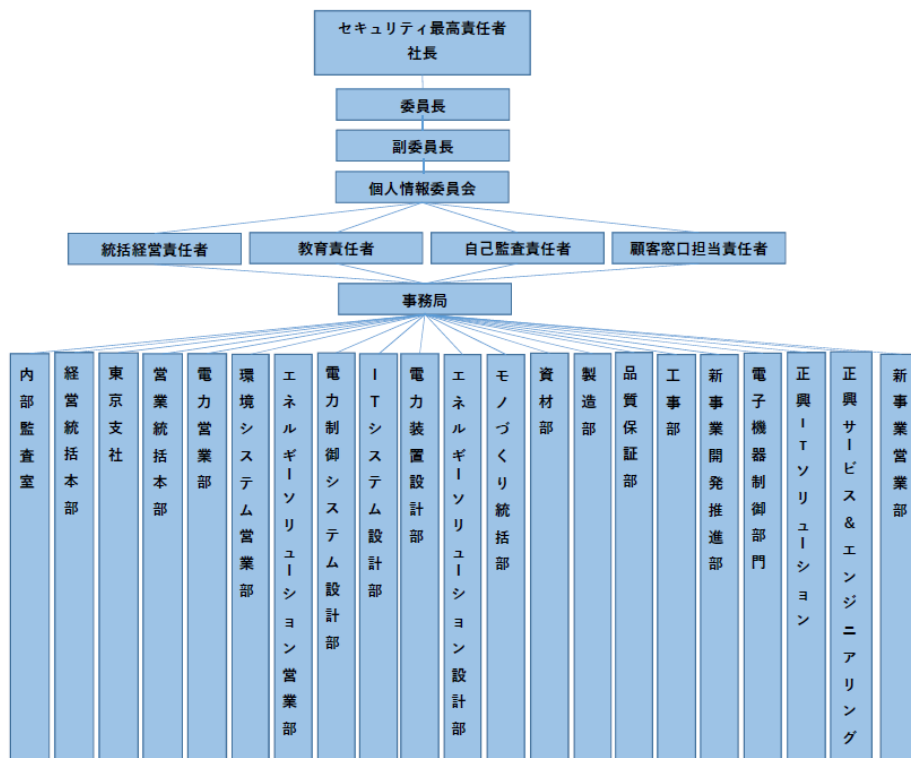 セキュリティ最高責任者
社長
委員長
副委員長
個人情報委員会
統括経営責任者
教育責任者
自己監査責任者
顧客窓口担当責任者
事務局
内部監査室
経営統括本部
東京支社
営業統括本部
電力営業部
環境システム営業部
エネルギーソリューション営業部
電力制御システム設計部
ITシステム設計部
電力装置設計部
エネルギーソリューション設計部
モノづくり統括部
資材部
製造部
品質保証部
工事部
新事業開発推進部
電子機器制御部門
正興ITソリューション
正興サービス&エンジニアリング
新事業営業部